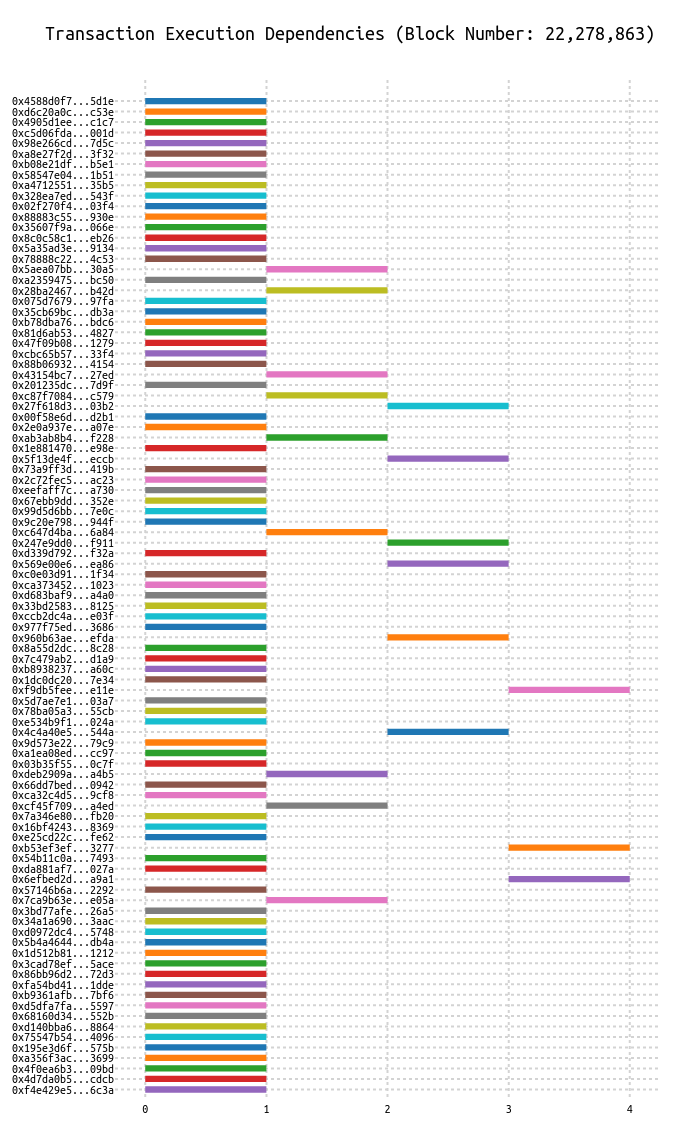 Transaction Execution Dependencies (Block Number: 22,278,863)
0x4588d0f7...5d1e
0xd6c20a0c...c53e
0x4905d1ee...c1c7
0xc5d06fda...001d
0x98e266cd...7d5c
0xa8e27f2d...3f32
0xb08e21df...b5e1
0x58547e04...1b51
0xa4712551...35b5
0x328ea7ed...543f
0x02f270f4...03f4
0x88883c55...930e
0x35607f9a...066e
0x8c0c58c1...eb26
0x5a35ad3e...9134
0x78888c22...4c53
0x5aea07bb...30a5
0xa2359475...bc50
0x28ba2467...b42d
0x075d7679...97fa
0x35cb69bc...db3a
0xb78dba76...bdc6
0x81d6ab53...4827
0x47f09b08...1279
0xcbc65b57...33f4
0x88b06932...4154
0x43154bc7...27ed
0x201235dc...7d9f
0xc87f7084...c579
0x27f618d3...03b2
0x00f58e6d...d2b1
0x2e0a937e...a07e
0xab3ab8b4...f228
0x1e881470...e98e
0x5f13de4f...eccb
0x73a9ff3d...419b
0x2c72fec5...ac23
0xeefaff7c...a730
0x67ebb9dd...352e
0x99d5d6bb...7e0c
0x9c20e798...944f
0xc647d4ba...6a84
0x247e9dd0...f911
0xd339d792...f32a
0x569e00e6...ea86
0xc0e03d91...1f34
0xca373452...1023
0xd683baf9...a4a0
0x33bd2583...8125
0xccb2dc4a...e03f
0x977f75ed...3686
0x960b63ae...efda
0x8a55d2dc...8c28
0x7c479ab2...d1a9
0xb8938237...a60c
0x1dc0dc20...7e34
0xf9db5fee...e11e
0x5d7ae7e1...03a7
0x78ba05a3...55cb
0xe534b9f1...024a
0x4c4a40e5...544a
0x9d573e22...79c9
0xa1ea08ed...cc97
0x03b35f55...0c7f
0xdeb2909a...a4b5
0x66dd7bed...0942
0xca32c4d5...9cf8
0xcf45f709...a4ed
0x7a346e80...fb20
0x16bf4243...8369
0xe25cd22c...fe62
0xb53ef3ef...3277
0x54b11c0a...7493
0xda881af7...027a
0x6efbed2d...a9a1
0x57146b6a...2292
0x7ca9b63e...e05a
0x3bd77afe...26a5
0x34a1a690...3aac
0xd0972dc4...5748
0x5b4a4644...db4a
0x1d512b81...1212
0x3cad78ef...5ace
0x86bb96d2...72d3
0xfa54bd41...1dde
0xb9361afb...7bf6
0xd5dfa7fa...5597
0x68160d34...552b
0xd140bba6...8864
0x75547b54...4096
0x195e3d6f...575b
0xa356f3ac...3699
0x4f0ea6b3...09bd
0x4d7da0b5...cdcb
0xf4e429e5...6c3a
0 1 2 3 4